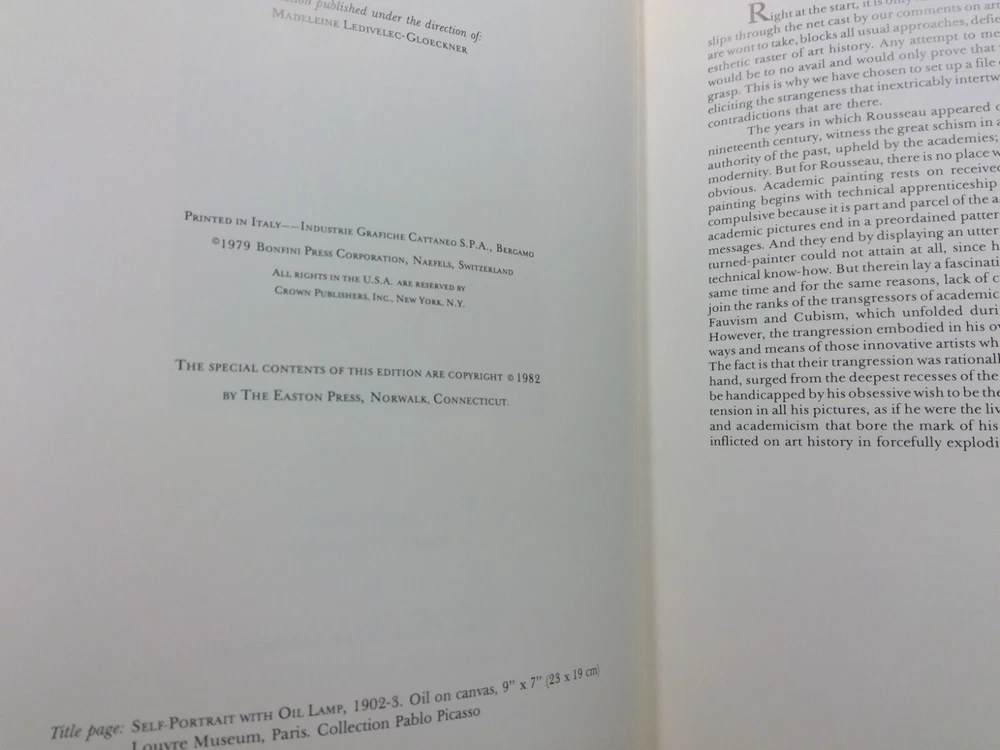 published under the direction of:
MADELEINE LEDIVELEC-GLOECKNER
PRINTED IN ITALY––INDUSTRIE GRAFICHE CATTANEO S.P.A., BERGAMO
©1979 BONFINI PRESS CORPORATION, NAEFELS, SWITZERLAND
ALL RIGHTS IN THE U.S.A. ARE RESERVED BY
CROWN PUBLISHERS, INC., NEW YORK, N.Y.
THE SPECIAL CONTENTS OF THIS EDITION ARE COPYRIGHT © 1982
BY THE EASTON PRESS, NORWALK, CONNECTICUT.
Title page: SELF-PORTRAIT WITH OIL LAMP, 1902-3. Oil on canvas, 9" x 7" (23 x 19 cm)
Louvre Museum, Paris. Collection Pablo Picasso
Right at the start, it is only
slips through the net cast by our comments on art
are wont to take, blocks all usual approaches,
esthetic raster of art history. Any attempt to
would be to no avail and would only prove that
grasp. This is why we have chosen to set up a file
eliciting the strangeness that inextricably
contradictions that are there.
The years in which Rousseau appeared
nineteenth century, witness the great schism in
authority of the past, upheld by the academies;
modernity. But for Rousseau, there is no place
obvious. Academic painting rests on received
painting begins with technical apprenticeship
compulsive because it is part and parcel of the
academic pictures end in a preordained
messages. And they end by displaying an utter
turned-painter could not attain at all, since
technical know-how. But therein lay a
same time and for the same reasons, lack of
join the ranks of the transgressors of academic
Fauvism and Cubism, which unfolded
However, the trangression embodied in his
ways and means of those innovative artists
The fact is that their trangression was
hand, surged from the deepest recesses of the
be handicapped by his obsessive wish to be
tension in all his pictures, as if he were the
and academicism that bore the mark of his
inflicted on art history in forcefully